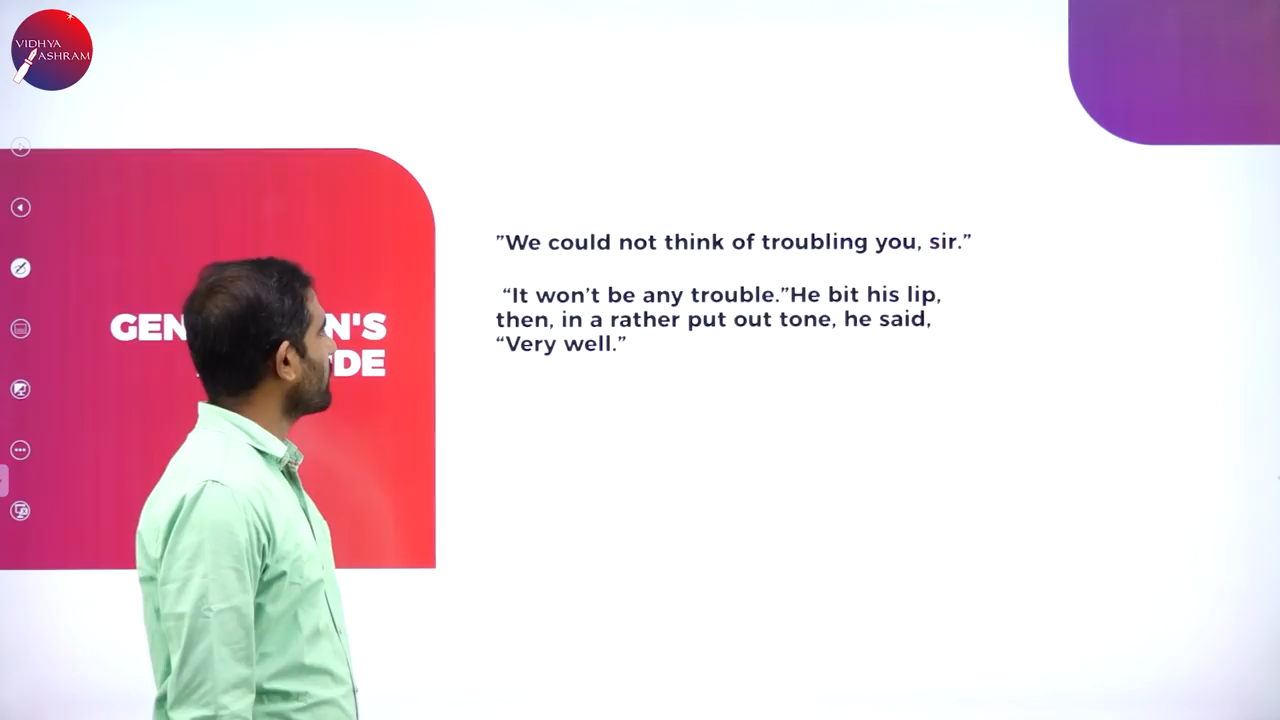 VIDHYA
ASHRAM
”We could not think of troubling you, sir.”
“It won’t be any trouble.”He bit his lip,
then, in a rather put out tone, he said,
“Very well.”